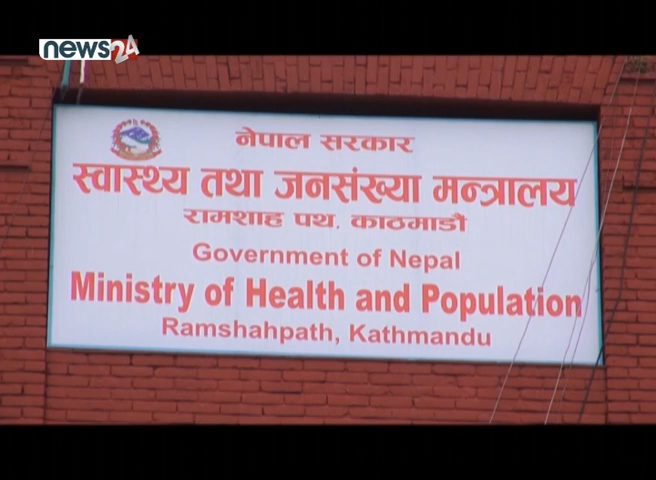 news24
नेपाल सरकार
स्वास्थ्य तथा जनसंख्या मन्त्रालय
रामशाह पथ, काठमाडौं
Government of Nepal
Ministry of Health and Population
Ramshahpath, Kathmandu